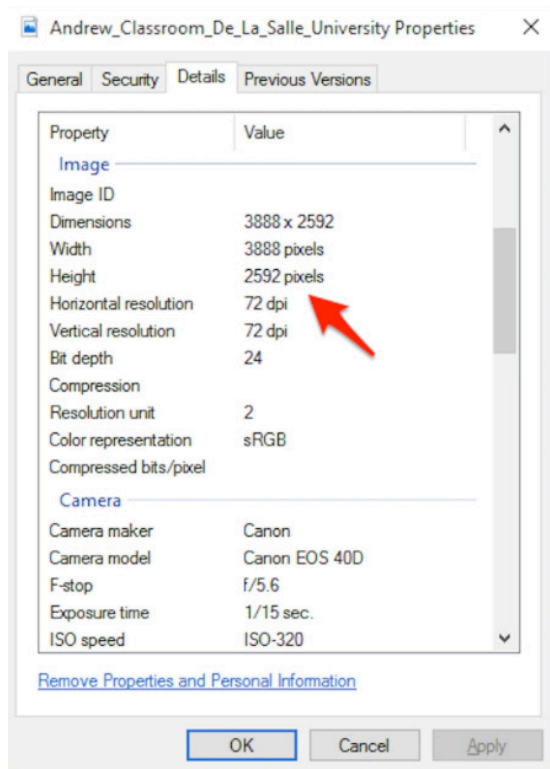 Andrew_Classroom_De_La_Salle_University Properties
General Security Details Previous Versions
Property Value
Image
Image ID
Dimensions 3888 x 2592
Width 3888 pixels
Height 2592 pixels
Horizontal resolution 72 dpi
Vertical resolution 72 dpi
Bit depth 24
Compression
Resolution unit 2
Color representation sRGB
Compressed bits/pixel
Camera
Camera maker Canon
Camera model Canon EOS 40D
F-stop f/5.6
Exposure time 1/15 sec.
ISO speed ISO-320
Remove Properties and Personal Information
OK Cancel Apply